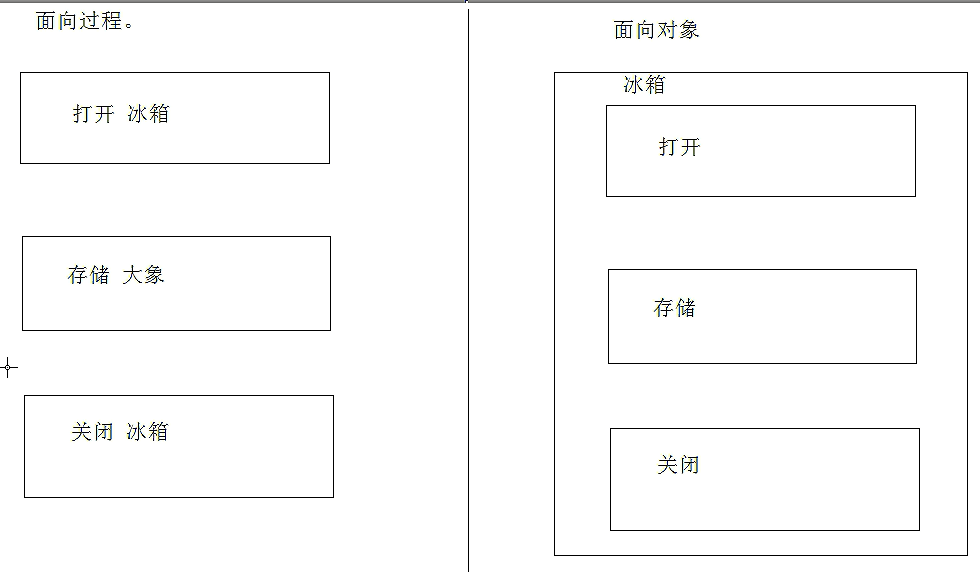 面向过程。
打开 冰箱
存储 大象
关闭 冰箱
面向对象
冰箱
打开
存储
关闭